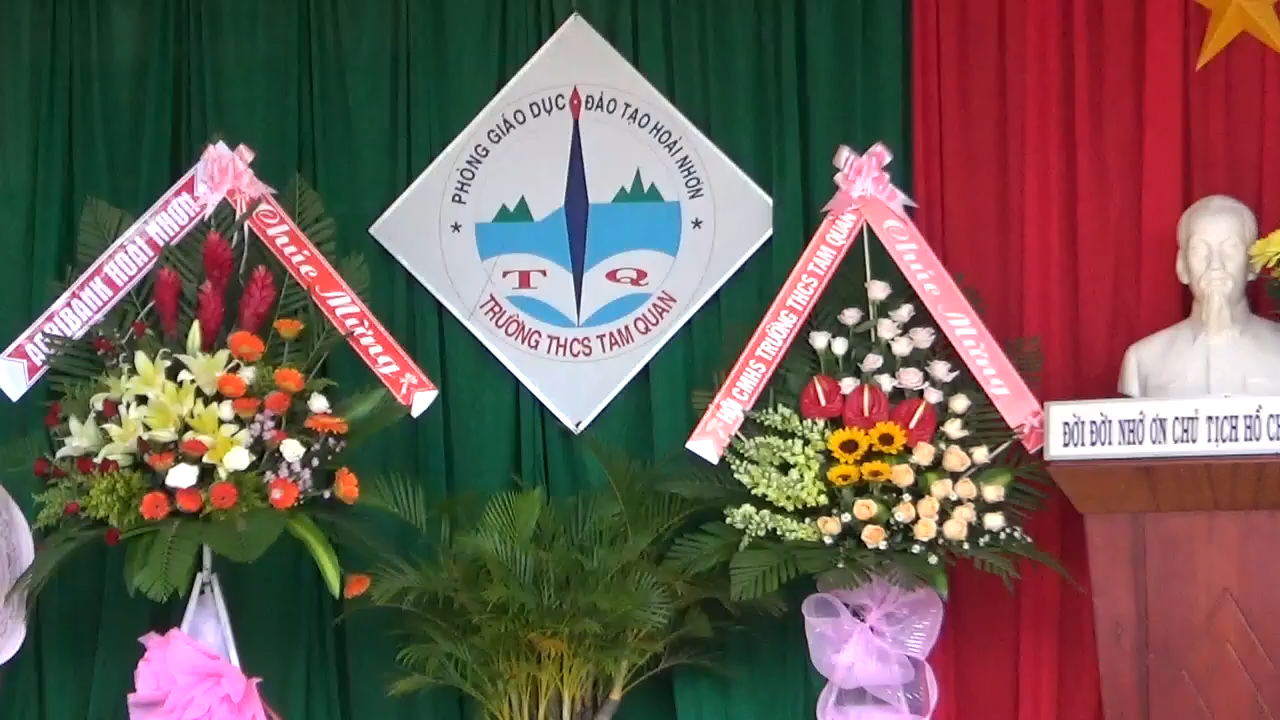 PHÒNG GIÁO DỤC ĐÀO TẠO HOÀI NHƠN
T Q
TRƯỜNG THCS TAM QUAN
AGRIBANK HOÀI NHƠN
Chúc Mừng
HỘI CMHS TRƯỜNG THCS TAM QUAN
Chúc Mừng
ĐỜI ĐỜI NHỚ ƠN CHỦ TỊCH HỒ